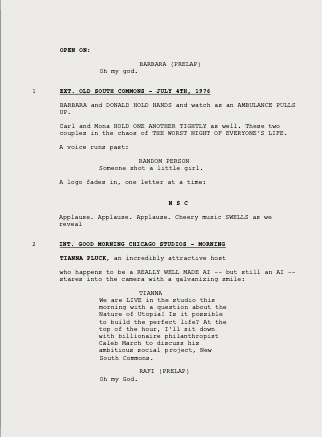 OPEN ON:
BARBARA (PRELAP)
Oh my god.
1 EXT. OLD SOUTH COMMONS – JULY 4TH, 1976
BARBARA and DONALD HOLD HANDS and watch as an AMBULANCE PULLS
UP.
Carl and Mona HOLD ONE ANOTHER TIGHTLY as well. These two
couples in the chaos of THE WORST NIGHT OF EVERYONE'S LIFE.
A voice runs past:
RANDOM PERSON
Someone shot a little girl.
A logo fades in, one letter at a time:
N S C
Applause. Applause. Applause. Cheery music SWELLS as we
reveal
2 INT. GOOD MORNING CHICAGO STUDIOS – MORNING
TIANNA PLUCK, an incredibly attractive host
who happens to be a REALLY WELL MADE AI -- but still an AI --
stares into the camera with a galvanizing smile:
TIANNA
We are LIVE in the studio this
morning with a question about the
Nature of Utopia! Is it possible
to build the perfect life? At the
top of the hour, I'll sit down
with billionaire philanthropist
Caleb March to discuss his
ambitious social project, New
South Commons.
RAFI (PRELAP)
Oh my God.